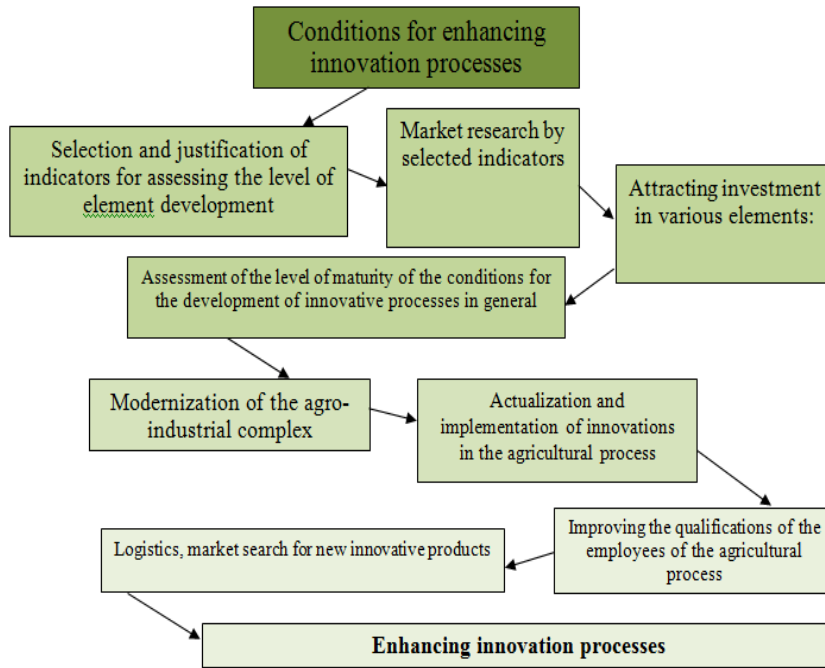 Conditions for enhancing
innovation processes
Selection and justification of
indicators for assessing the level of
element development
Market research by
selected indicators
Attracting investment
in various elements:
Assessment of the level of maturity of the conditions for
the development of innovative processes in general
Modernization of the agro-
industrial complex
Actualization and
implementation of innovations
in the agricultural process
Improving the qualifications of the
employees of the agricultural
process
Logistics, market search for new innovative products
Enhancing innovation processes